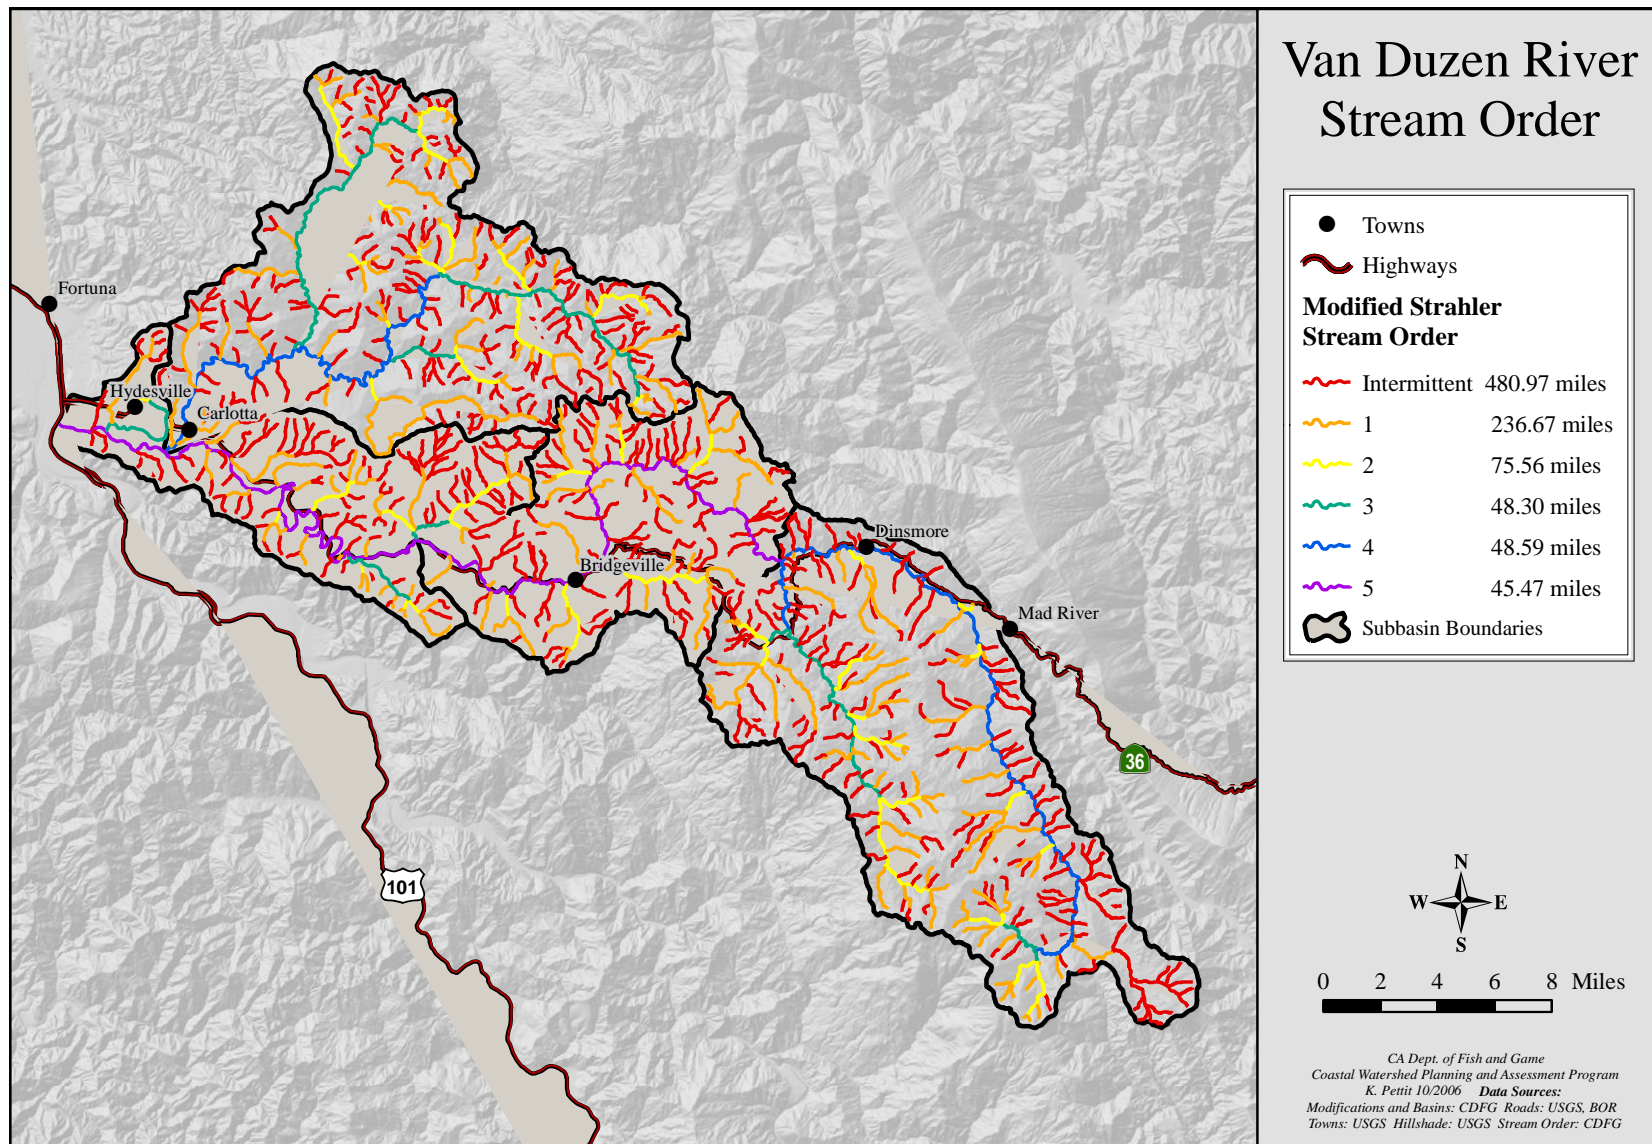 Van Duzen River
Stream Order
Towns
Highways
Modified Strahler
Stream Order
Intermittent 480.97 miles
1 236.67 miles
2 75.56 miles
3 48.30 miles
4 48.59 miles
5 45.47 miles
Subbasin Boundaries
Fortuna
Hydesville
Carlotta
Bridgeville
Dinsmore
Mad River
36
101
N
W E
S
0 2 4 6 8 Miles
CA Dept. of Fish and Game
Coastal Watershed Planning and Assessment Program
K. Pettit 10/2006 Data Sources:
Modifications and Basins: CDFG Roads: USGS, BOR
Towns: USGS Hillshade: USGS Stream Order: CDFG